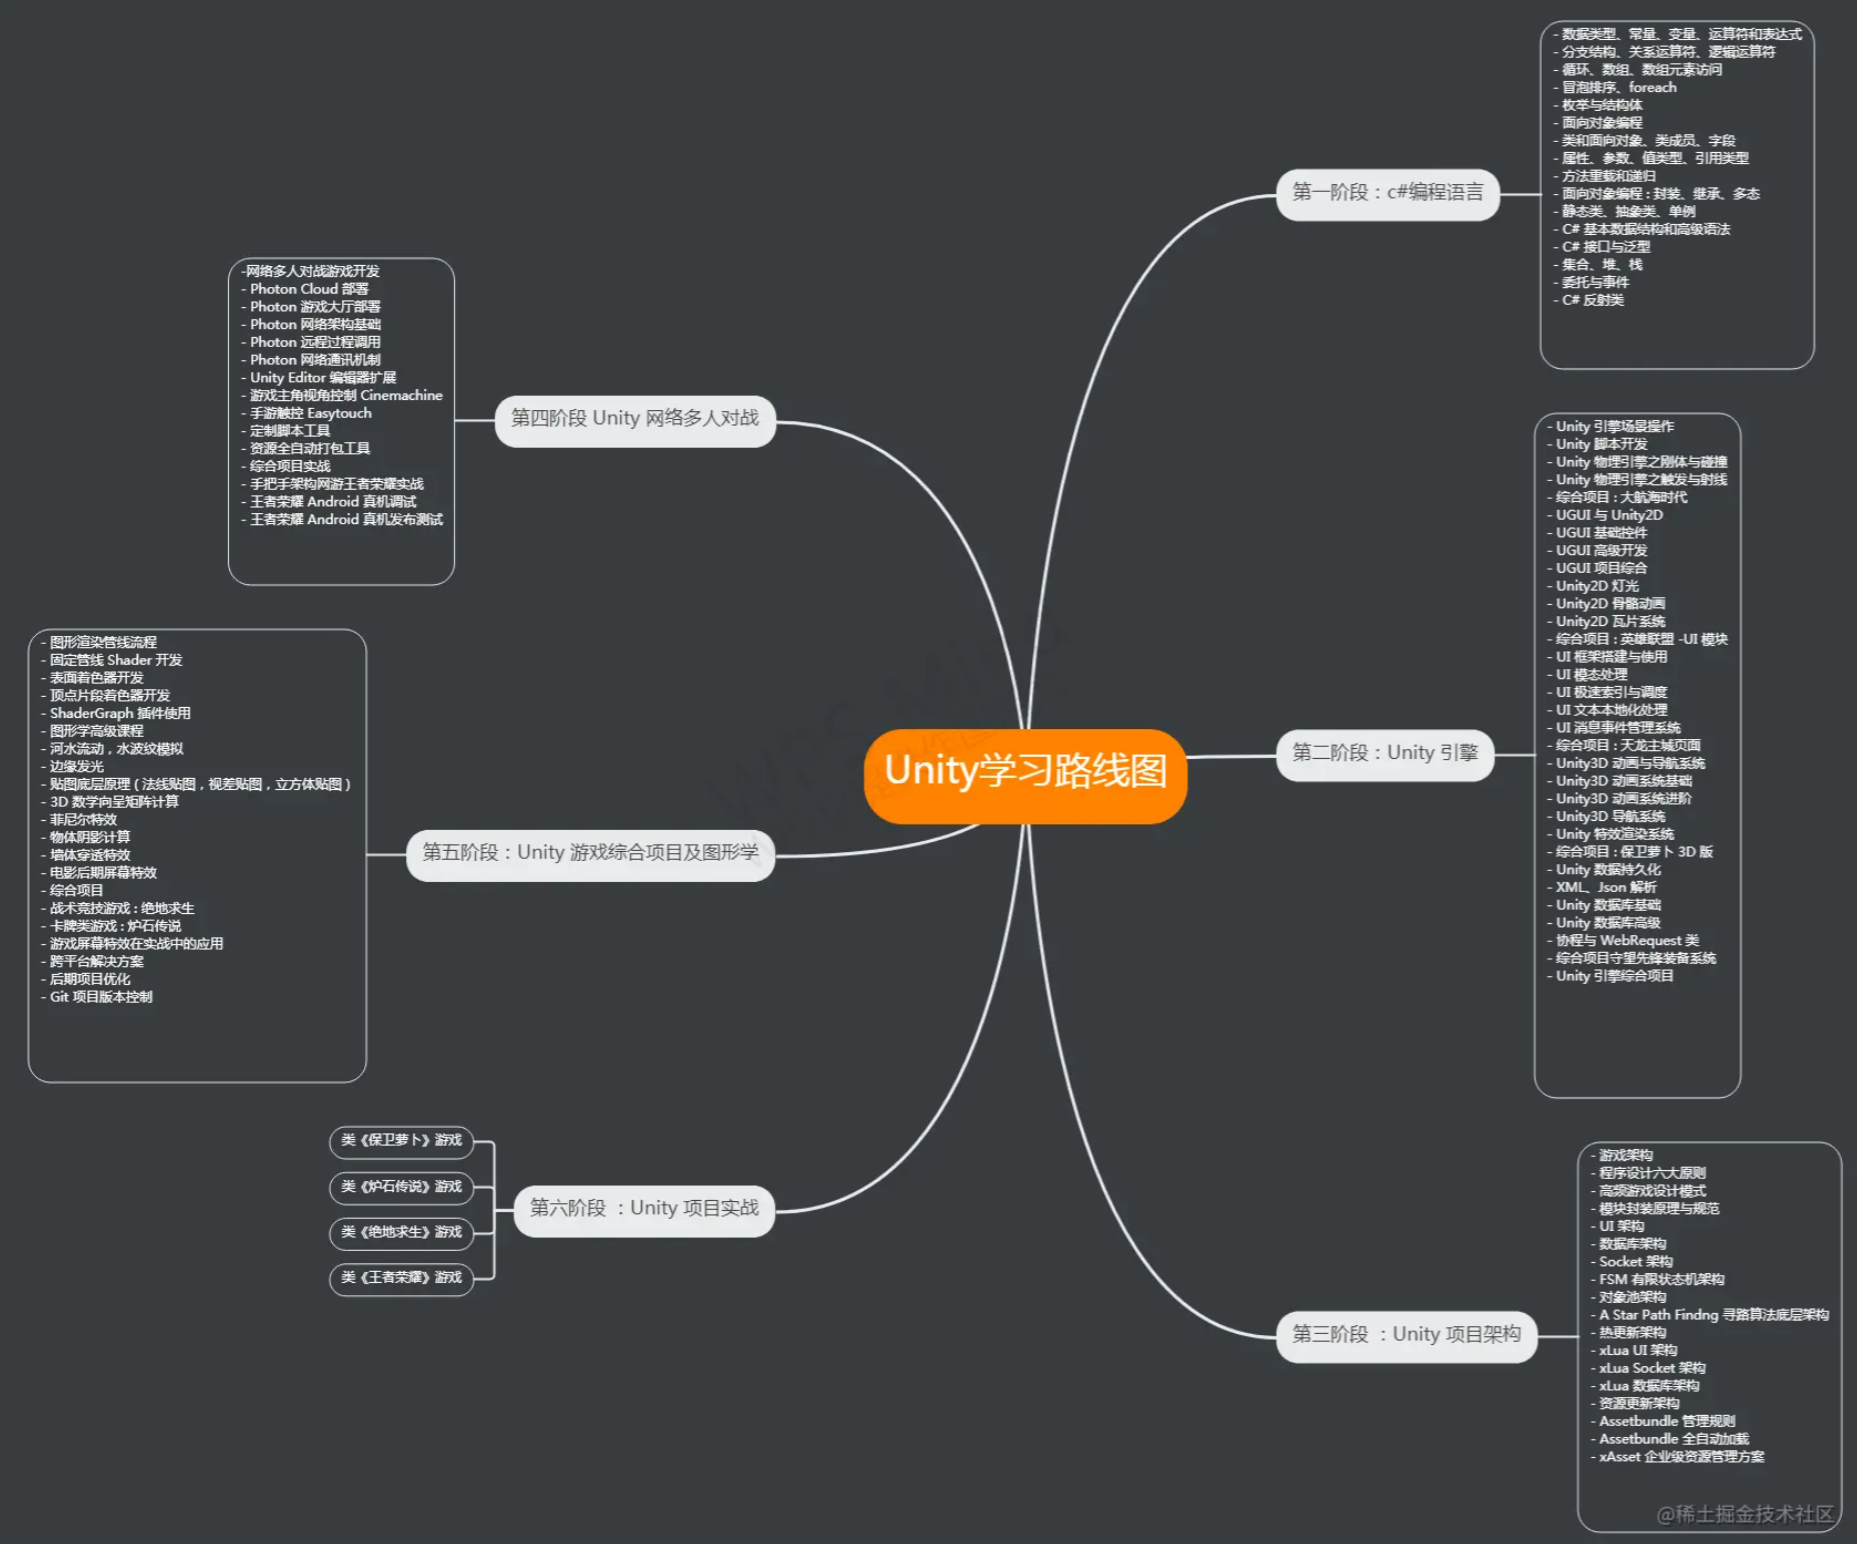 Unity学习路线图
第一阶段：c#编程语言
- 数据类型、常量、变量、运算符和表达式
- 分支结构、关系运算符、逻辑运算符
- 循环、数组、数组元素访问
- 冒泡排序、foreach
- 枚举与结构体
- 面向对象编程
- 类和面向对象、类成员、字段
- 属性、参数、值类型、引用类型
- 方法重载和递归
- 面向对象编程：封装、继承、多态
- 静态类、抽象类、单例
- C# 基本数据结构和高级语法
- C# 接口与泛型
- 集合、堆、栈
- 委托与事件
- C# 反射类
第二阶段：Unity 引擎
- Unity 引擎场景操作
- Unity 脚本开发
- Unity 物理引擎之刚体与碰撞
- Unity 物理引擎之触发与射线
- 综合项目：大航海时代
- UGUI 与 Unity2D
- UGUI 基础控件
- UGUI 高级开发
- UGUI 项目综合
- Unity2D 灯光
- Unity2D 骨骼动画
- Unity2D 瓦片系统
- 综合项目：英雄联盟 -UI 模块
- UI 框架搭建与使用
- UI 模态处理
- UI 极速索引与调度
- UI 文本本地化处理
- UI 消息事件管理系统
- 综合项目：天龙主城页面
- Unity3D 动画与导航系统
- Unity3D 动画系统基础
- Unity3D 动画系统进阶
- Unity3D 导航系统
- Unity 特效渲染系统
- 综合项目：保卫萝卜 3D 版
- Unity 数据持久化
- XML、Json 解析
- Unity 数据库基础
- Unity 数据库高级
- 协程与 WebRequest 类
- 综合项目守望先锋装备系统
- Unity 引擎综合项目
第三阶段 ：Unity 项目架构
- 游戏架构
- 程序设计六大原则
- 高频游戏设计模式
- 模块封装原理与规范
- UI 架构
- 数据库架构
- Socket 架构
- FSM 有限状态机架构
- 对象池架构
- A Star Path Findng 寻路算法底层架构
- 热更新架构
- xLua UI 架构
- xLua Socket 架构
- xLua 数据库架构
- 资源更新架构
- Assetbundle 管理规则
- Assetbundle 全自动加载
- xAsset 企业级资源管理方案
第四阶段 Unity 网络多人对战
-网络多人对战游戏开发
- Photon Cloud 部署
- Photon 游戏大厅部署
- Photon 网络架构基础
- Photon 远程过程调用
- Photon 网络通讯机制
- Unity Editor 编辑器扩展
- 游戏主角视角控制 Cinemachine
- 手游触控 Easytouch
- 定制脚本工具
- 资源全自动打包工具
- 综合项目实战
- 手把手架构网游王者荣耀实战
- 王者荣耀 Android 真机调试
- 王者荣耀 Android 真机发布测试
第五阶段：Unity 游戏综合项目及图形学
- 图形渲染管线流程
- 固定管线 Shader 开发
- 表面着色器开发
- 顶点片段着色器开发
- ShaderGraph 插件使用
- 图形学高级课程
- 河水流动，水波纹模拟
- 边缘发光
- 贴图底层原理（法线贴图，视差贴图，立方体贴图）
- 3D 数学向呈矩阵计算
- 菲尼尔特效
- 物体阴影计算
- 墙体穿透特效
- 电影后期屏幕特效
- 综合项目
- 战术竞技游戏：绝地求生
- 卡牌类游戏：炉石传说
- 游戏屏幕特效在实战中的应用
- 跨平台解决方案
- 后期项目优化
- Git 项目版本控制
第六阶段 ：Unity 项目实战
类《保卫萝卜》游戏
类《炉石传说》游戏
类《绝地求生》游戏
类《王者荣耀》游戏
@稀土掘金技术社区